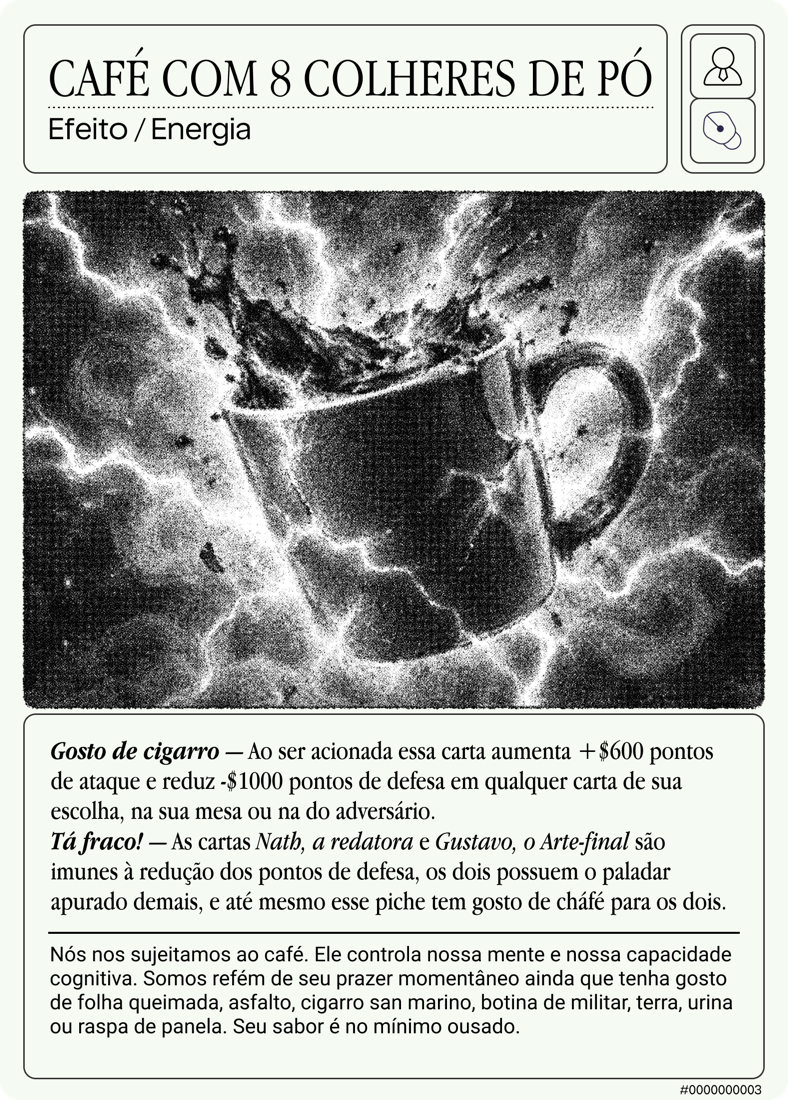 CAFÉ COM 8 COLHERES DE PÓ
Efeito / Energia
Gosto de cigarro — Ao ser acionada essa carta aumenta +$600 pontos
de ataque e reduz -$1000 pontos de defesa em qualquer carta de sua
escolha, na sua mesa ou na do adversário.
Tá fraco! — As cartas Nath, a redatora e Gustavo, o Arte-final são
imunes à redução dos pontos de defesa, os dois possuem o paladar
apurado demais, e até mesmo esse piche tem gosto de cháfé para os dois.
Nós nos sujeitamos ao café. Ele controla nossa mente e nossa capacidade
cognitiva. Somos refém de seu prazer momentâneo ainda que tenha gosto
de folha queimada, asfalto, cigarro san marino, botina de militar, terra, urina
ou raspa de panela. Seu sabor é no mínimo ousado.
#0000000003